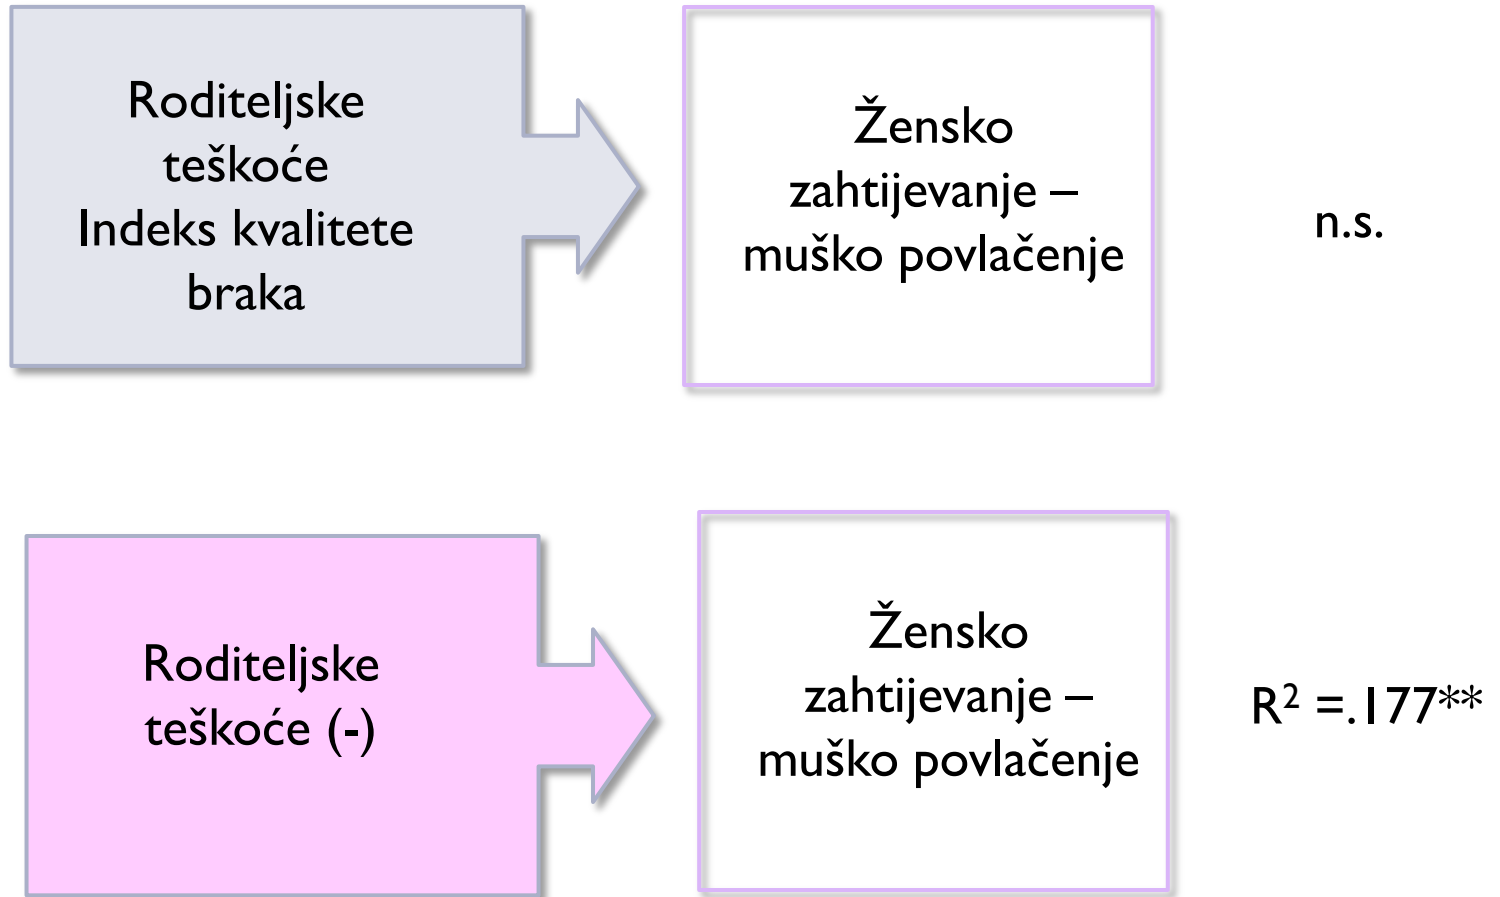 Roditeljske
teškoće
Indeks kvalitete
braka
Žensko
zahtijevanje –
muško povlačenje
n.s.
Roditeljske
teškoće (-)
Žensko
zahtijevanje –
muško povlačenje
R² =.177**